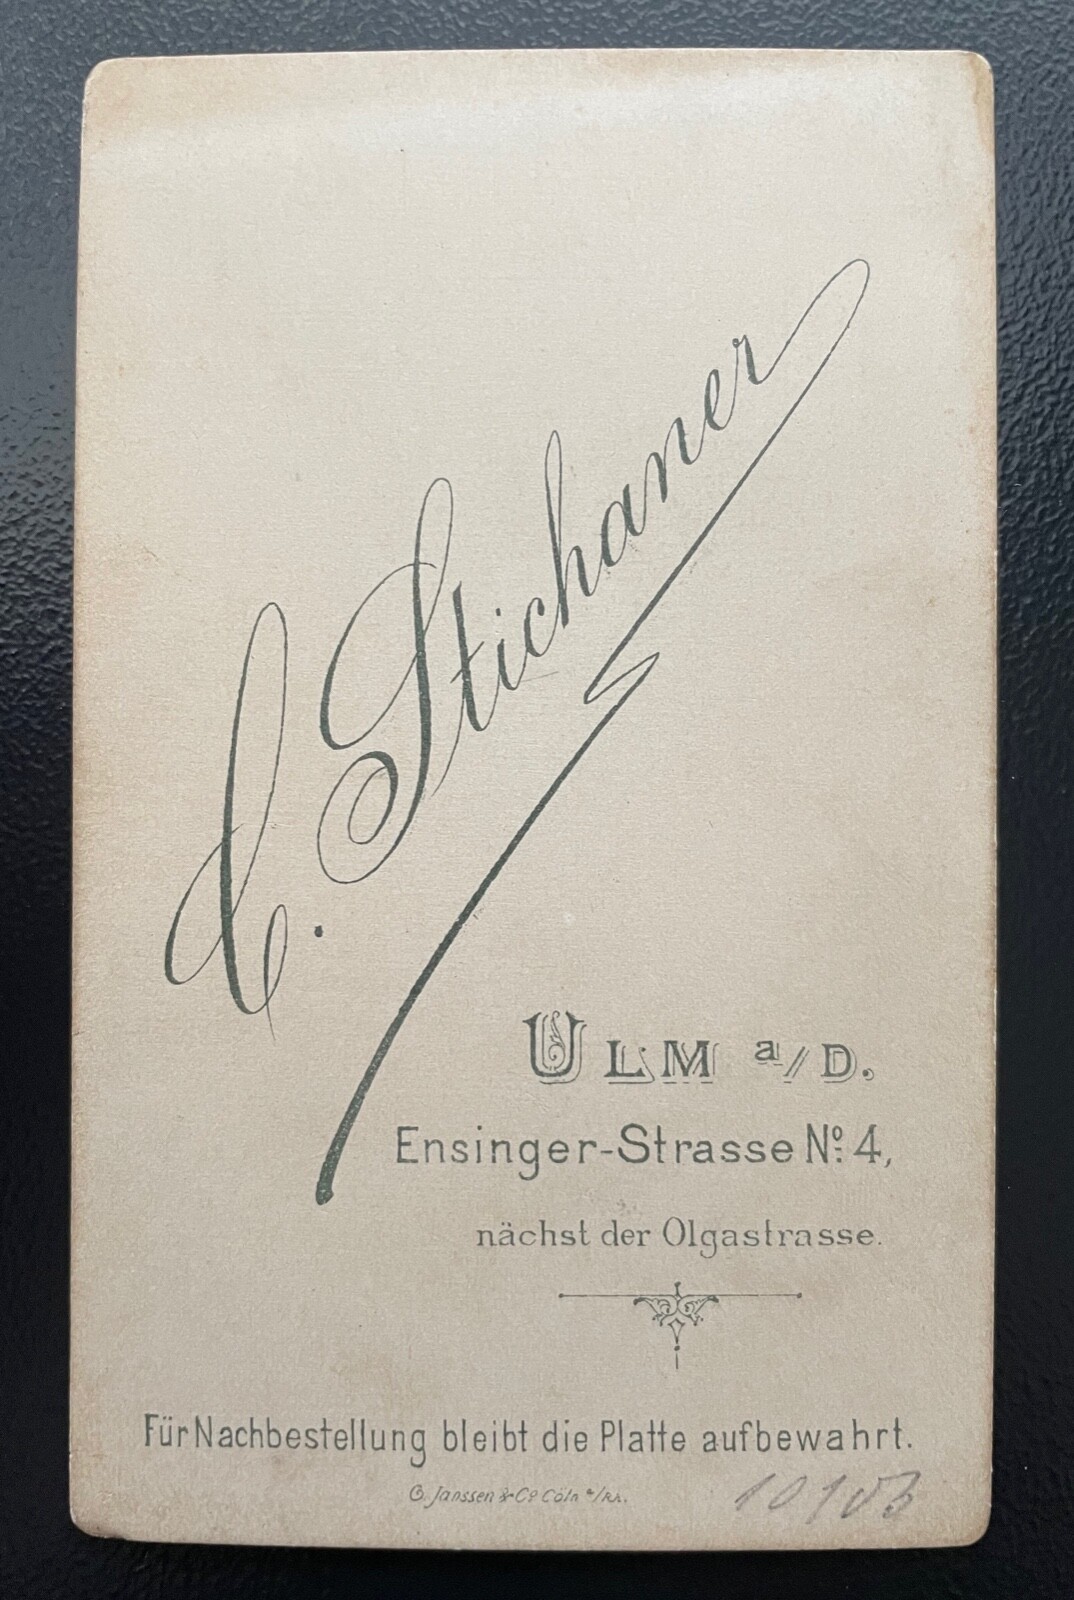 C. Stichaner
ULM a/D.
Ensinger-Strasse No 4,
nächst der Olgastrasse.
Für Nachbestellung bleibt die Platte aufbewahrt.
G. Janssen & Co Cöln a/Rh.